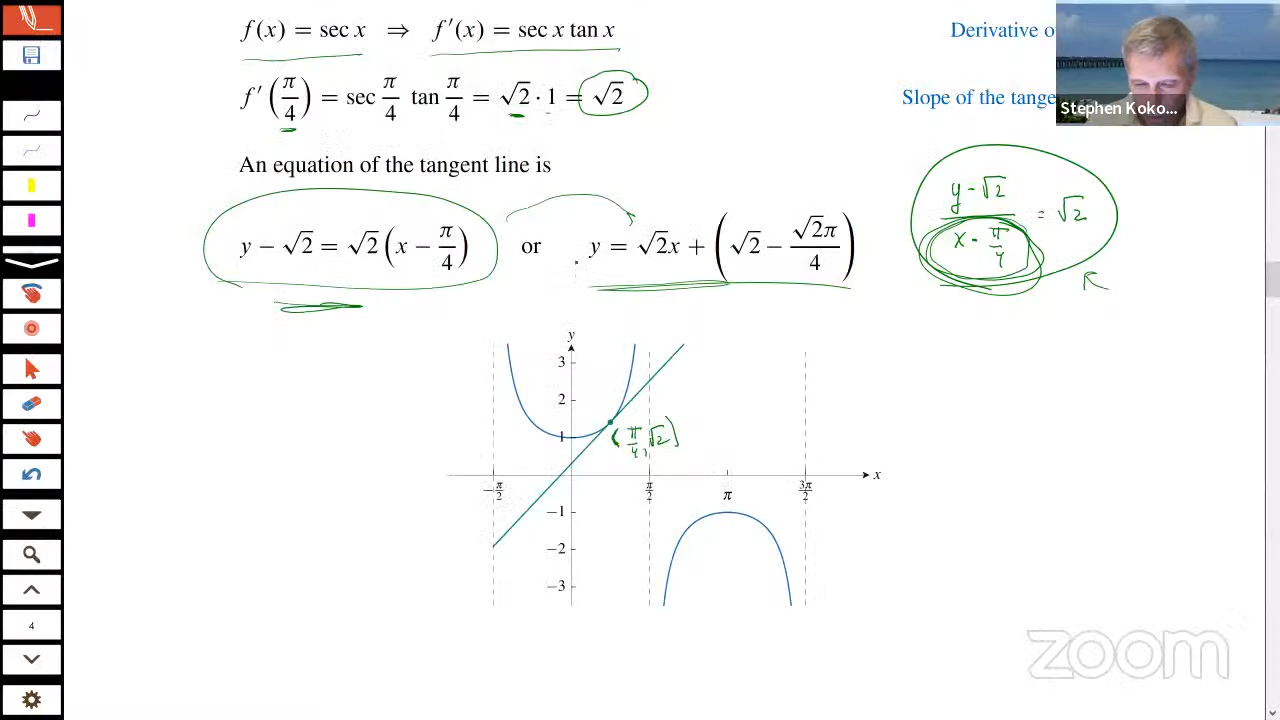 f(x) = sec x ⇒ f′(x) = sec x tan x
Derivative o
f′(π/4) = sec π/4 tan π/4 = √2 · 1 = √2
Slope of the tange
Stephen Koko...
An equation of the tangent line is
y − √2 = √2(x − π/4) or y = √2x + (√2 − √2π/4)
(y − √2)/(x − π/4) = √2
y
3
2
1
(π/4, √2)
−π/2 π/2 π 3π/2 x
−1
−2
−3
4
zoom